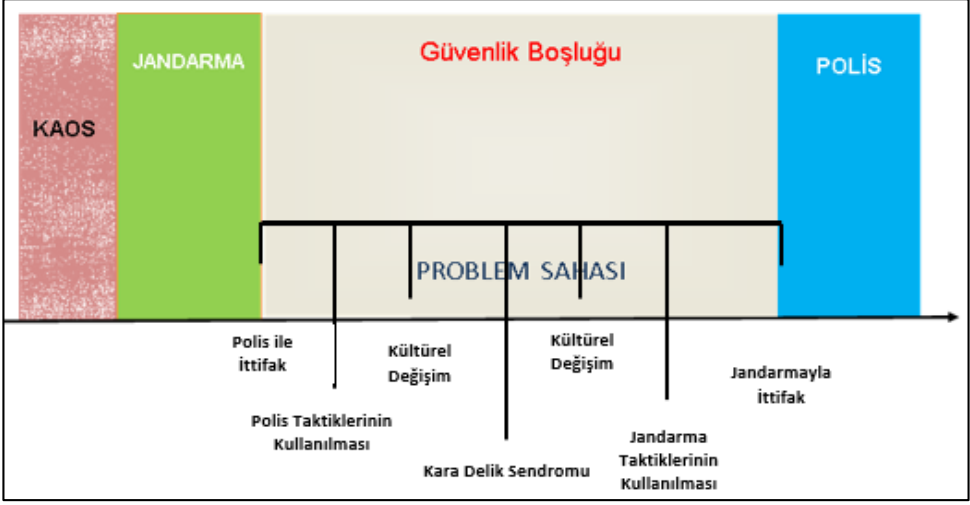 KAOS
JANDARMA
Güvenlik Boşluğu
POLİS
PROBLEM SAHASI
Polis ile
İttifak
Polis Taktiklerinin
Kullanılması
Kültürel
Değişim
Kara Delik Sendromu
Kültürel
Değişim
Jandarma
Taktiklerinin
Kullanılması
Jandarmayla
İttifak